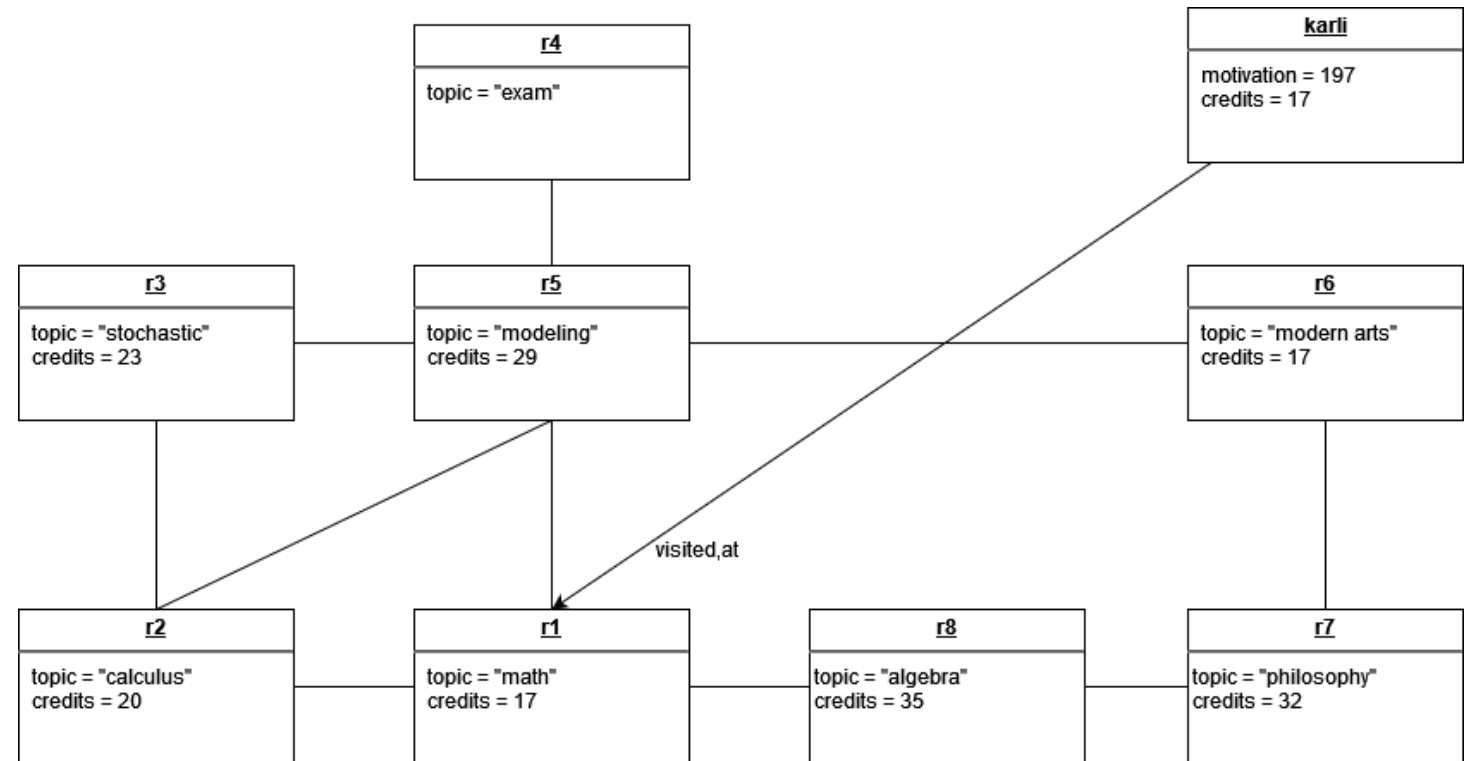 r4
topic = "exam"
karli
motivation = 197
credits = 17
r3
topic = "stochastic"
credits = 23
r5
topic = "modeling"
credits = 29
r6
topic = "modern arts"
credits = 17
visited,at
r2
topic = "calculus"
credits = 20
r1
topic = "math"
credits = 17
r8
topic = "algebra"
credits = 35
r7
topic = "philosophy"
credits = 32